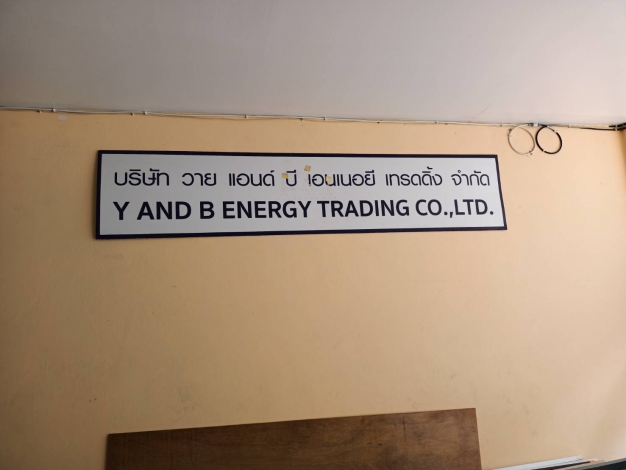 บริษัท วาย แอนด์ บี เอนเนอยี เทรดดิ้ง จำกัด
Y AND B ENERGY TRADING CO.,LTD.